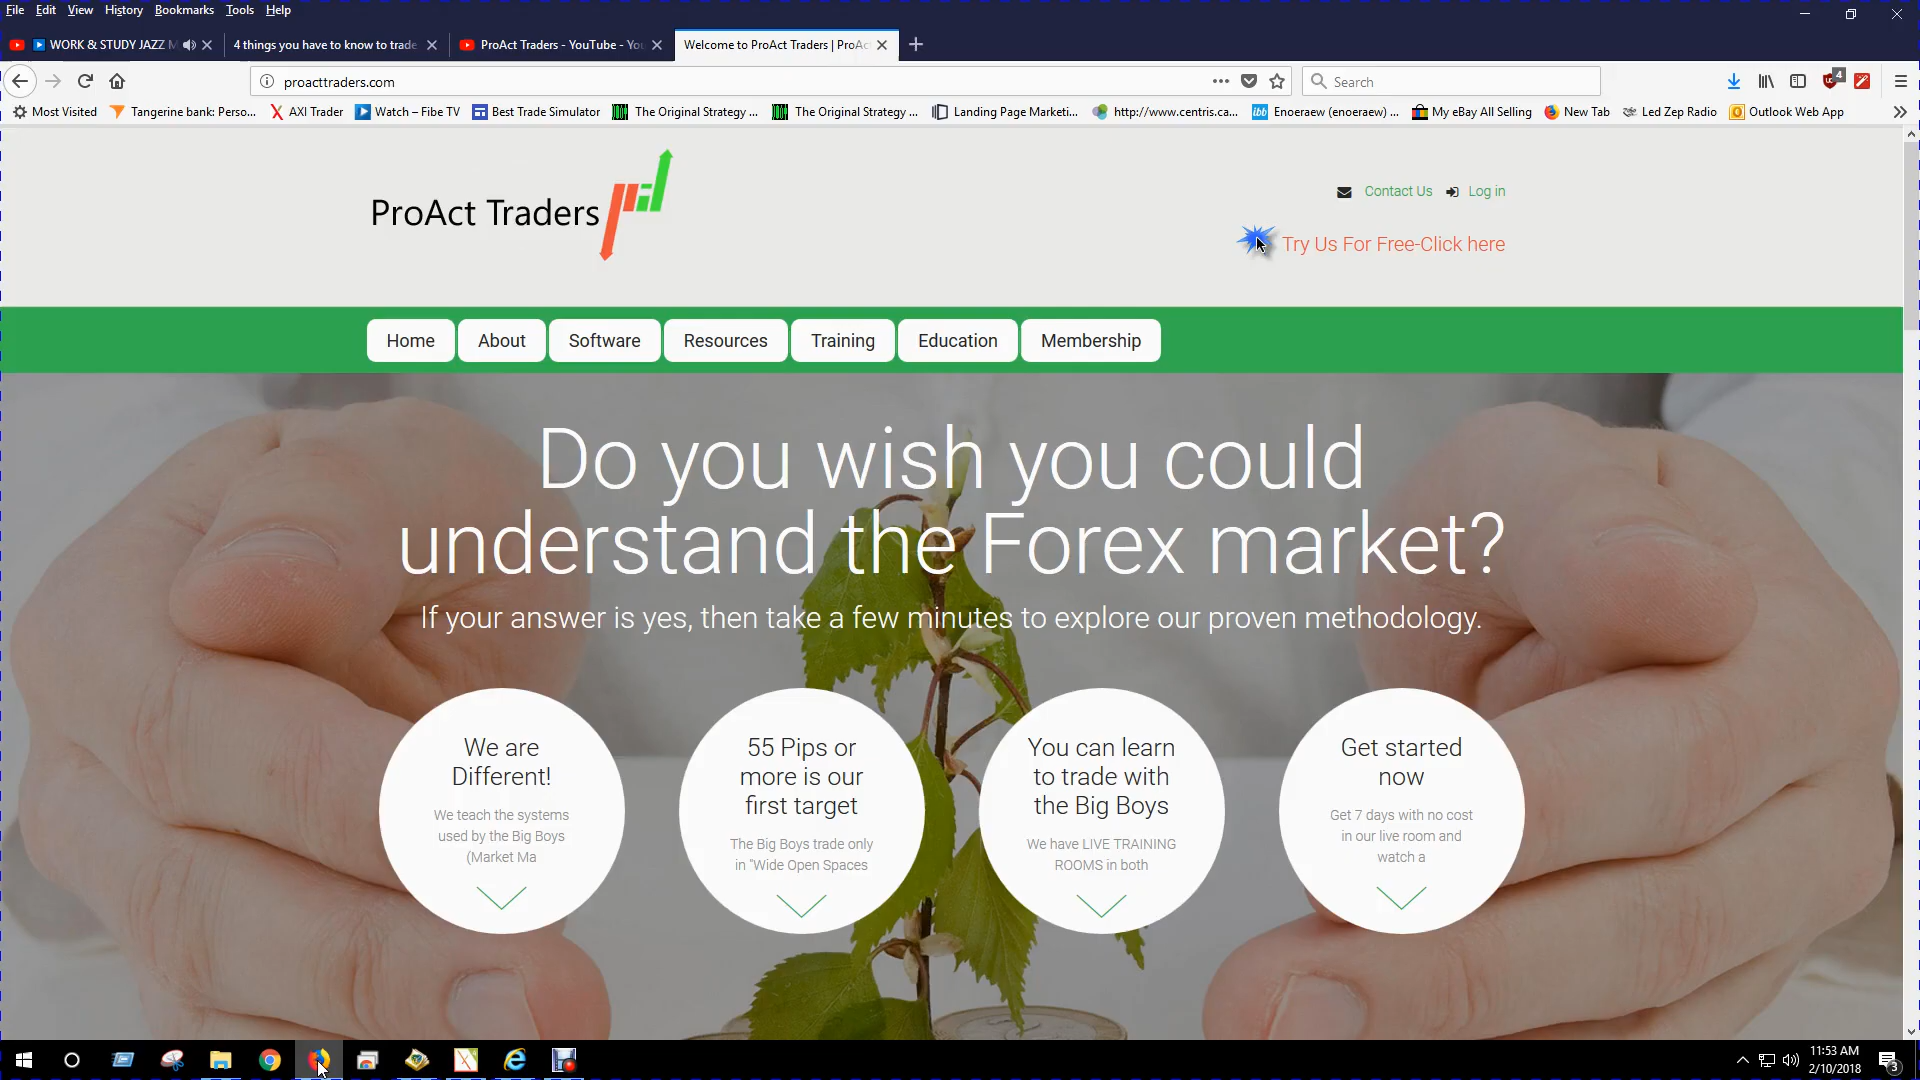 File Edit View History Bookmarks Tools Help
WORK & STUDY JAZZ M
4 things you have to know to trade
ProAct Traders - YouTube - You
Welcome to ProAct Traders | ProAc
proacttraders.com
Search
4
Most Visited
Tangerine bank: Perso...
AXI Trader
Watch – Fibe TV
Best Trade Simulator
The Original Strategy ...
The Original Strategy ...
Landing Page Marketi...
http://www.centris.ca...
ibb
Enoeraew (enoeraew) ...
My eBay All Selling
New Tab
Led Zep Radio
Outlook Web App
ProAct Traders
Contact Us
Log in
Try Us For Free-Click here
Home
About
Software
Resources
Training
Education
Membership
Do you wish you could
understand the Forex market?
If your answer is yes, then take a few minutes to explore our proven methodology.
We are
Different!
We teach the systems
used by the Big Boys
(Market Ma
55 Pips or
more is our
first target
The Big Boys trade only
in "Wide Open Spaces
You can learn
to trade with
the Big Boys
We have LIVE TRAINING
ROOMS in both
Get started
now
Get 7 days with no cost
in our live room and
watch a
11:53 AM
2/10/2018
3